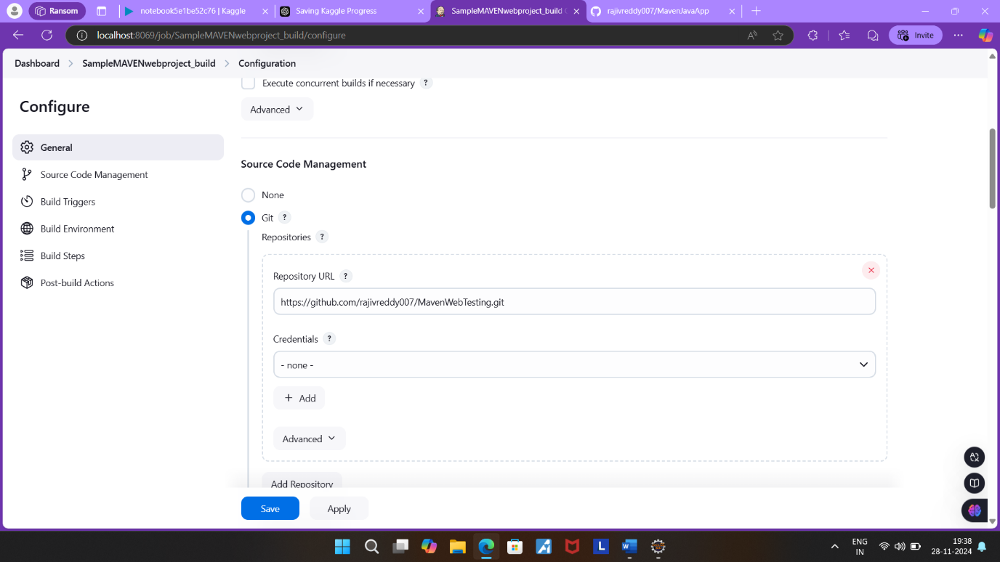 Ransom
notebook5e1be52c76 | Kaggle
Saving Kaggle Progress
SampleMAVENwebproject_build
rajivreddy007/MavenJavaApp
localhost:8069/job/SampleMAVENwebproject_build/configure
Invite
Dashboard > SampleMAVENwebproject_build > Configuration
Configure
General
Source Code Management
Build Triggers
Build Environment
Build Steps
Post-build Actions
Execute concurrent builds if necessary ?
Advanced
Source Code Management
None
Git ?
Repositories ?
Repository URL ?
https://github.com/rajivreddy007/MavenWebTesting.git
Credentials ?
- none -
+ Add
Advanced
Add Repository
Save
Apply
ENG
IN
19:38
28-11-2024